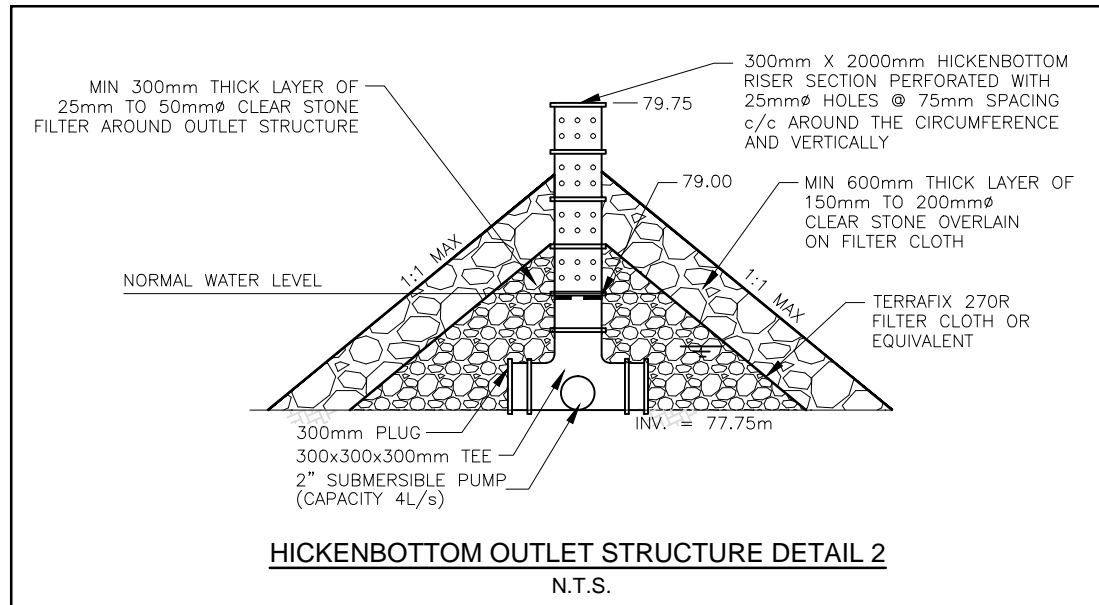 MIN 300mm THICK LAYER OF
25mm TO 50mmø CLEAR STONE
FILTER AROUND OUTLET STRUCTURE
79.75
300mm X 2000mm HICKENBOTTOM
RISER SECTION PERFORATED WITH
25mmø HOLES @ 75mm SPACING
c/c AROUND THE CIRCUMFERENCE
AND VERTICALLY
79.00
MIN 600mm THICK LAYER OF
150mm TO 200mmø
CLEAR STONE OVERLAIN
ON FILTER CLOTH
1:1 MAX
1:1 MAX
NORMAL WATER LEVEL
TERRAFIX 270R
FILTER CLOTH OR
EQUIVALENT
INV. = 77.75m
300mm PLUG
300x300x300mm TEE
2" SUBMERSIBLE PUMP
(CAPACITY 4L/s)
HICKENBOTTOM OUTLET STRUCTURE DETAIL 2
N.T.S.